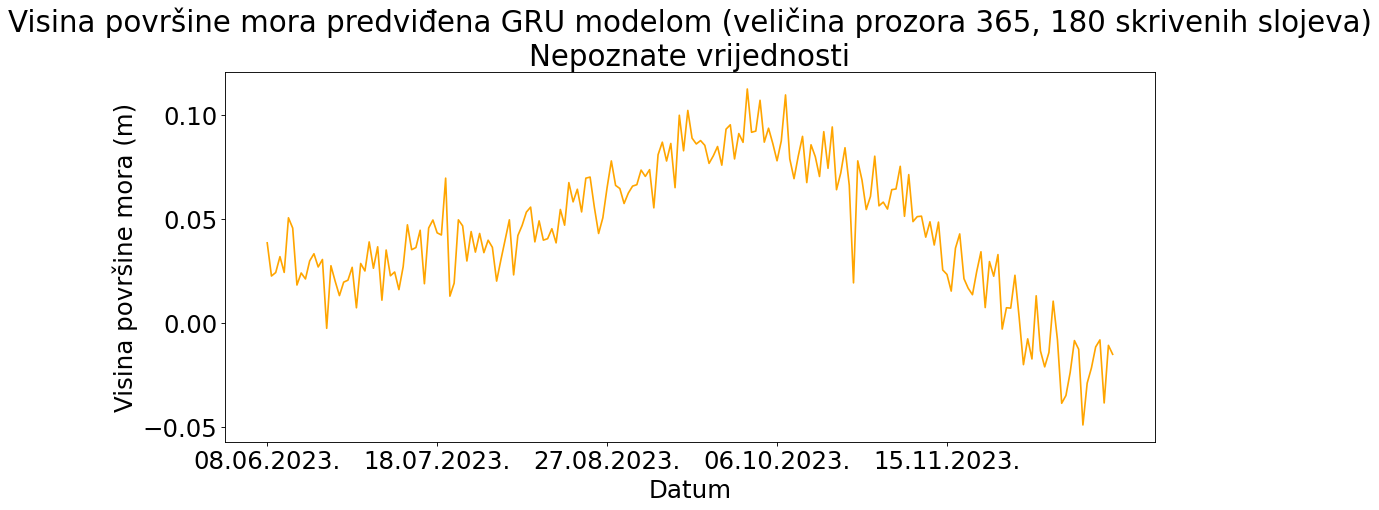 Visina površine mora predviđena GRU modelom (veličina prozora 365, 180 skrivenih slojeva)
Nepoznate vrijednosti
Visina površine mora (m)
0.10
0.05
0.00
−0.05
08.06.2023. 18.07.2023. 27.08.2023. 06.10.2023. 15.11.2023.
Datum